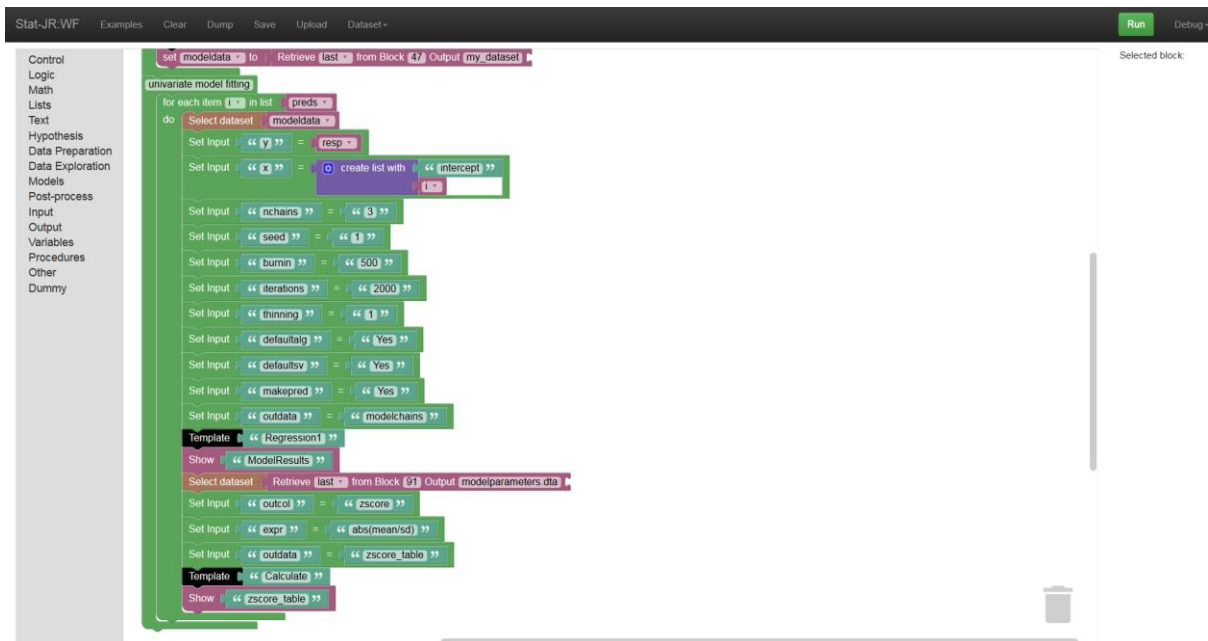 Stat-JR:WF Examples Clear Dump Save Upload Dataset Run Debug
Control
Logic
Math
Lists
Text
Hypothesis
Data Preparation
Data Exploration
Models
Post-process
Input
Output
Variables
Procedures
Other
Dummy
set modeldata to Retrieve last from Block 47 Output my_dataset
univariate model fitting
for each item i in list preds
do Select dataset modeldata
Set Input “ y ” = resp
Set Input “ x ” = create list with “ intercept ”
i
Set Input “ nchains ” = “ 3 ”
Set Input “ seed ” = “ 1 ”
Set Input “ burnin ” = “ 500 ”
Set Input “ iterations ” = “ 2000 ”
Set Input “ thinning ” = “ 1 ”
Set Input “ defaultalg ” = “ Yes ”
Set Input “ defaultsv ” = “ Yes ”
Set Input “ makepred ” = “ Yes ”
Set Input “ outdata ” = “ modelchains ”
Template “ Regression1 ”
Show “ ModelResults ”
Select dataset Retrieve last from Block 91 Output modelparameters.dta
Set Input “ outcol ” = “ zscore ”
Set Input “ expr ” = “ abs(mean/sd) ”
Set Input “ outdata ” = “ zscore_table ”
Template “ Calculate ”
Show “ zscore_table ”
Selected block: